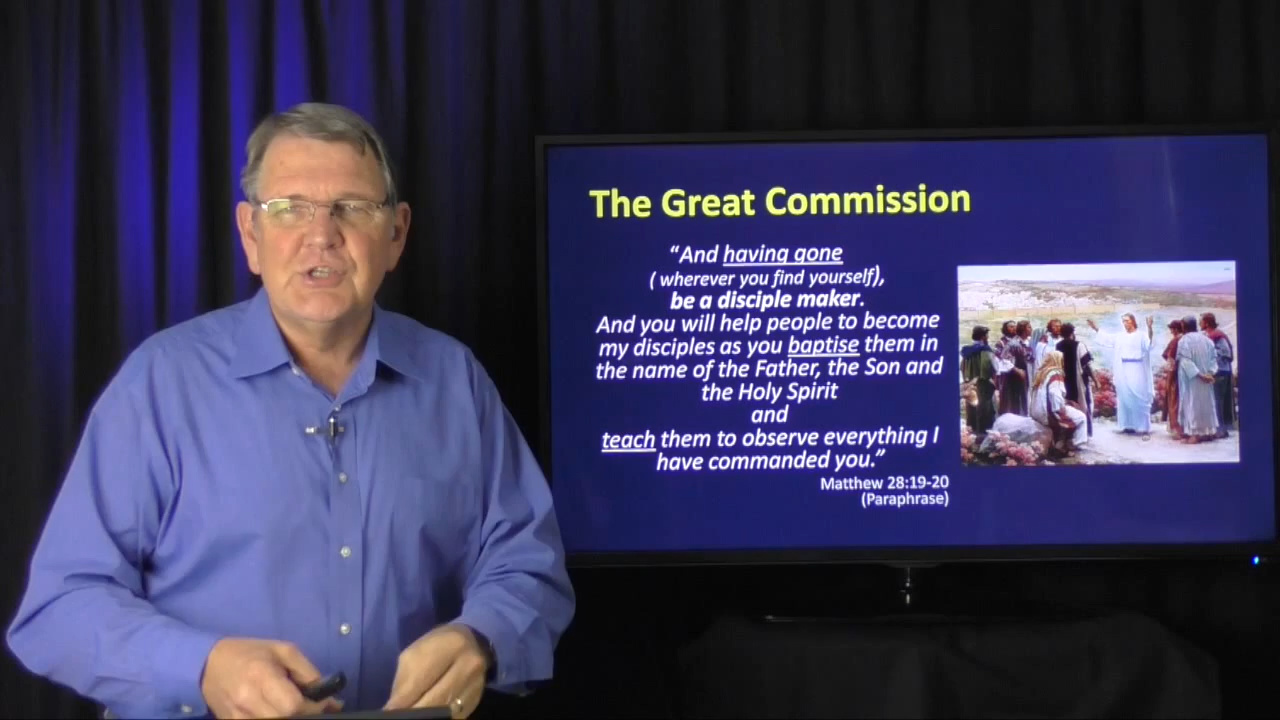 The Great Commission
“And having gone
( wherever you find yourself),
be a disciple maker.
And you will help people to become
my disciples as you baptise them in
the name of the Father, the Son and
the Holy Spirit
and
teach them to observe everything I
have commanded you.”
Matthew 28:19-20
(Paraphrase)